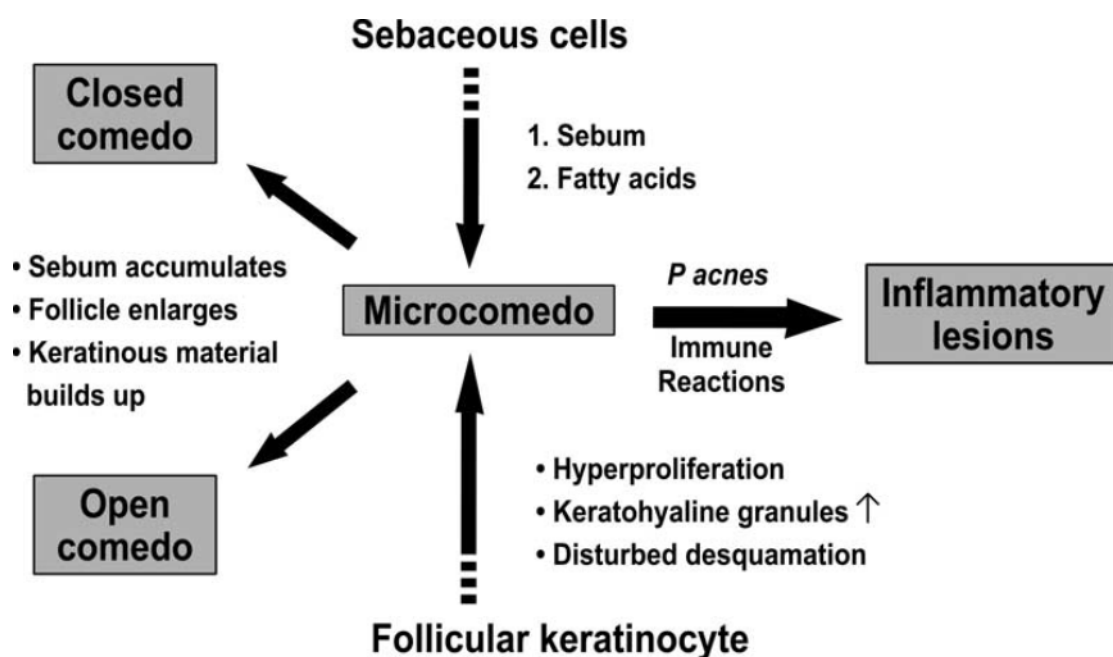 Sebaceous cells
Closed
comedo
1. Sebum
2. Fatty acids
• Sebum accumulates
• Follicle enlarges
• Keratinous material
builds up
Microcomedo
P acnes
Immune
Reactions
Inflammatory
lesions
Open
comedo
• Hyperproliferation
• Keratohyaline granules ↑
• Disturbed desquamation
Follicular keratinocyte